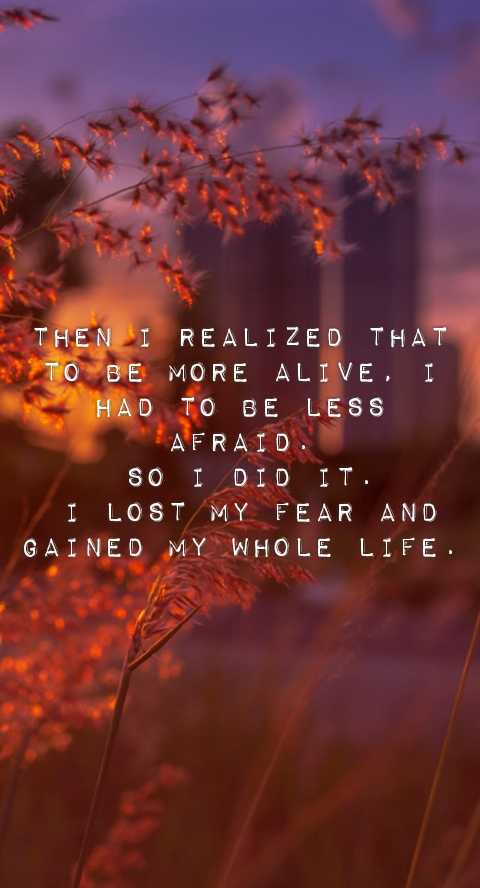 THEN I REALIZED THAT
TO BE MORE ALIVE, I
HAD TO BE LESS
AFRAID.
SO I DID IT.
I LOST MY FEAR AND
GAINED MY WHOLE LIFE.